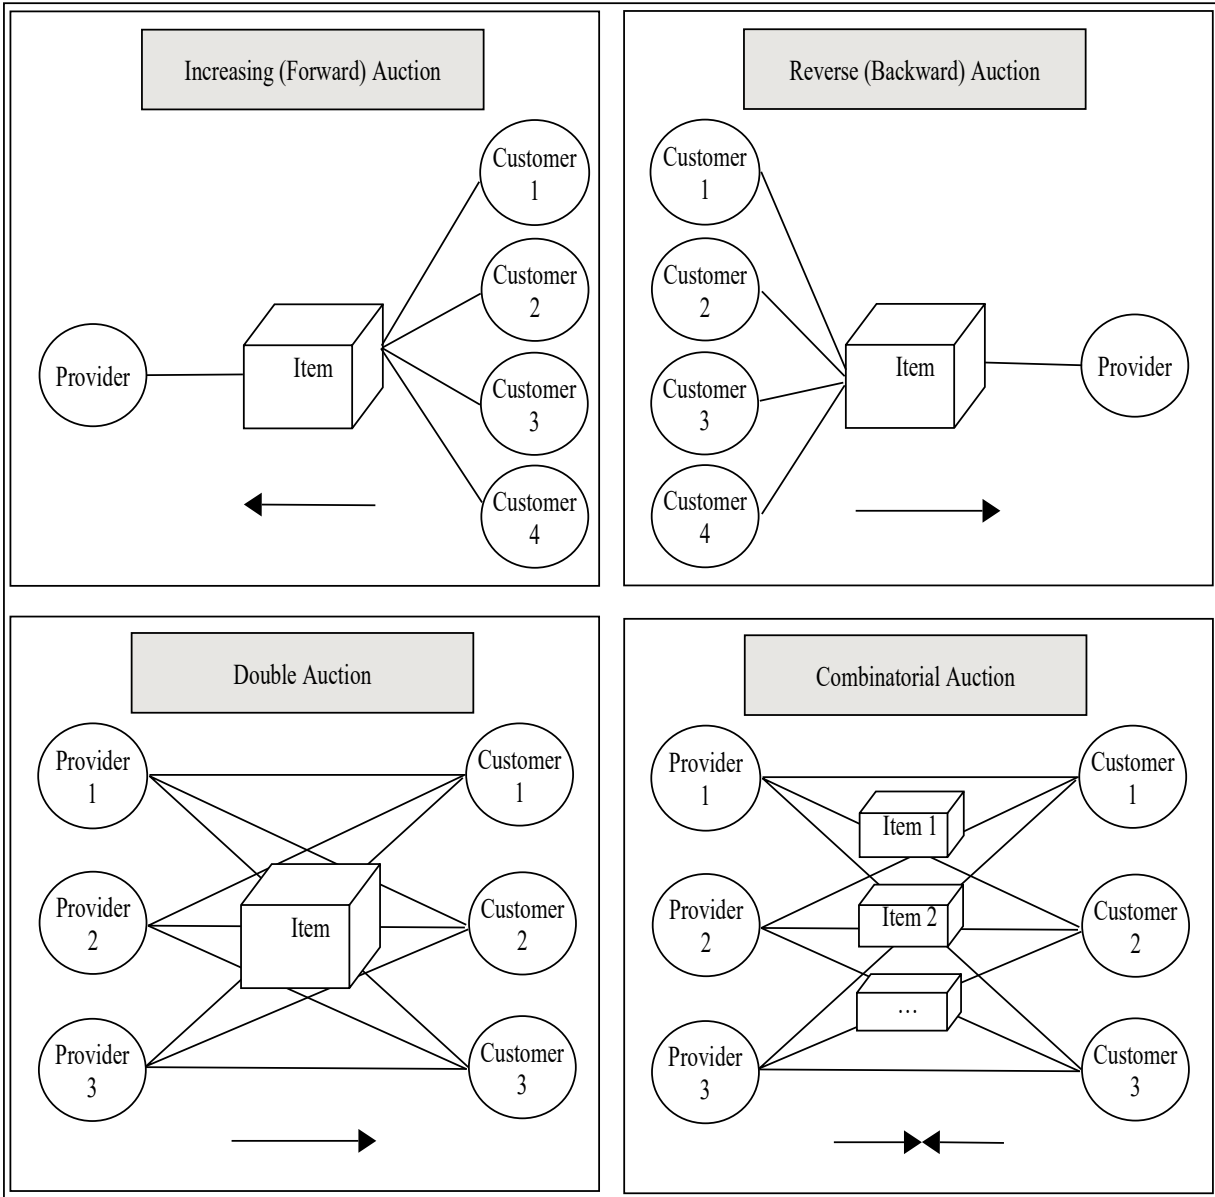 Increasing (Forward) Auction
Customer
1
Customer
2
Provider
Item
Customer
3
Customer
4
Reverse (Backward) Auction
Customer
1
Customer
2
Item
Provider
Customer
3
Customer
4
Double Auction
Provider
1
Customer
1
Provider
2
Item
Customer
2
Provider
3
Customer
3
Combinatorial Auction
Provider
1
Item 1
Customer
1
Provider
2
Item 2
Customer
2
...
Provider
3
Customer
3